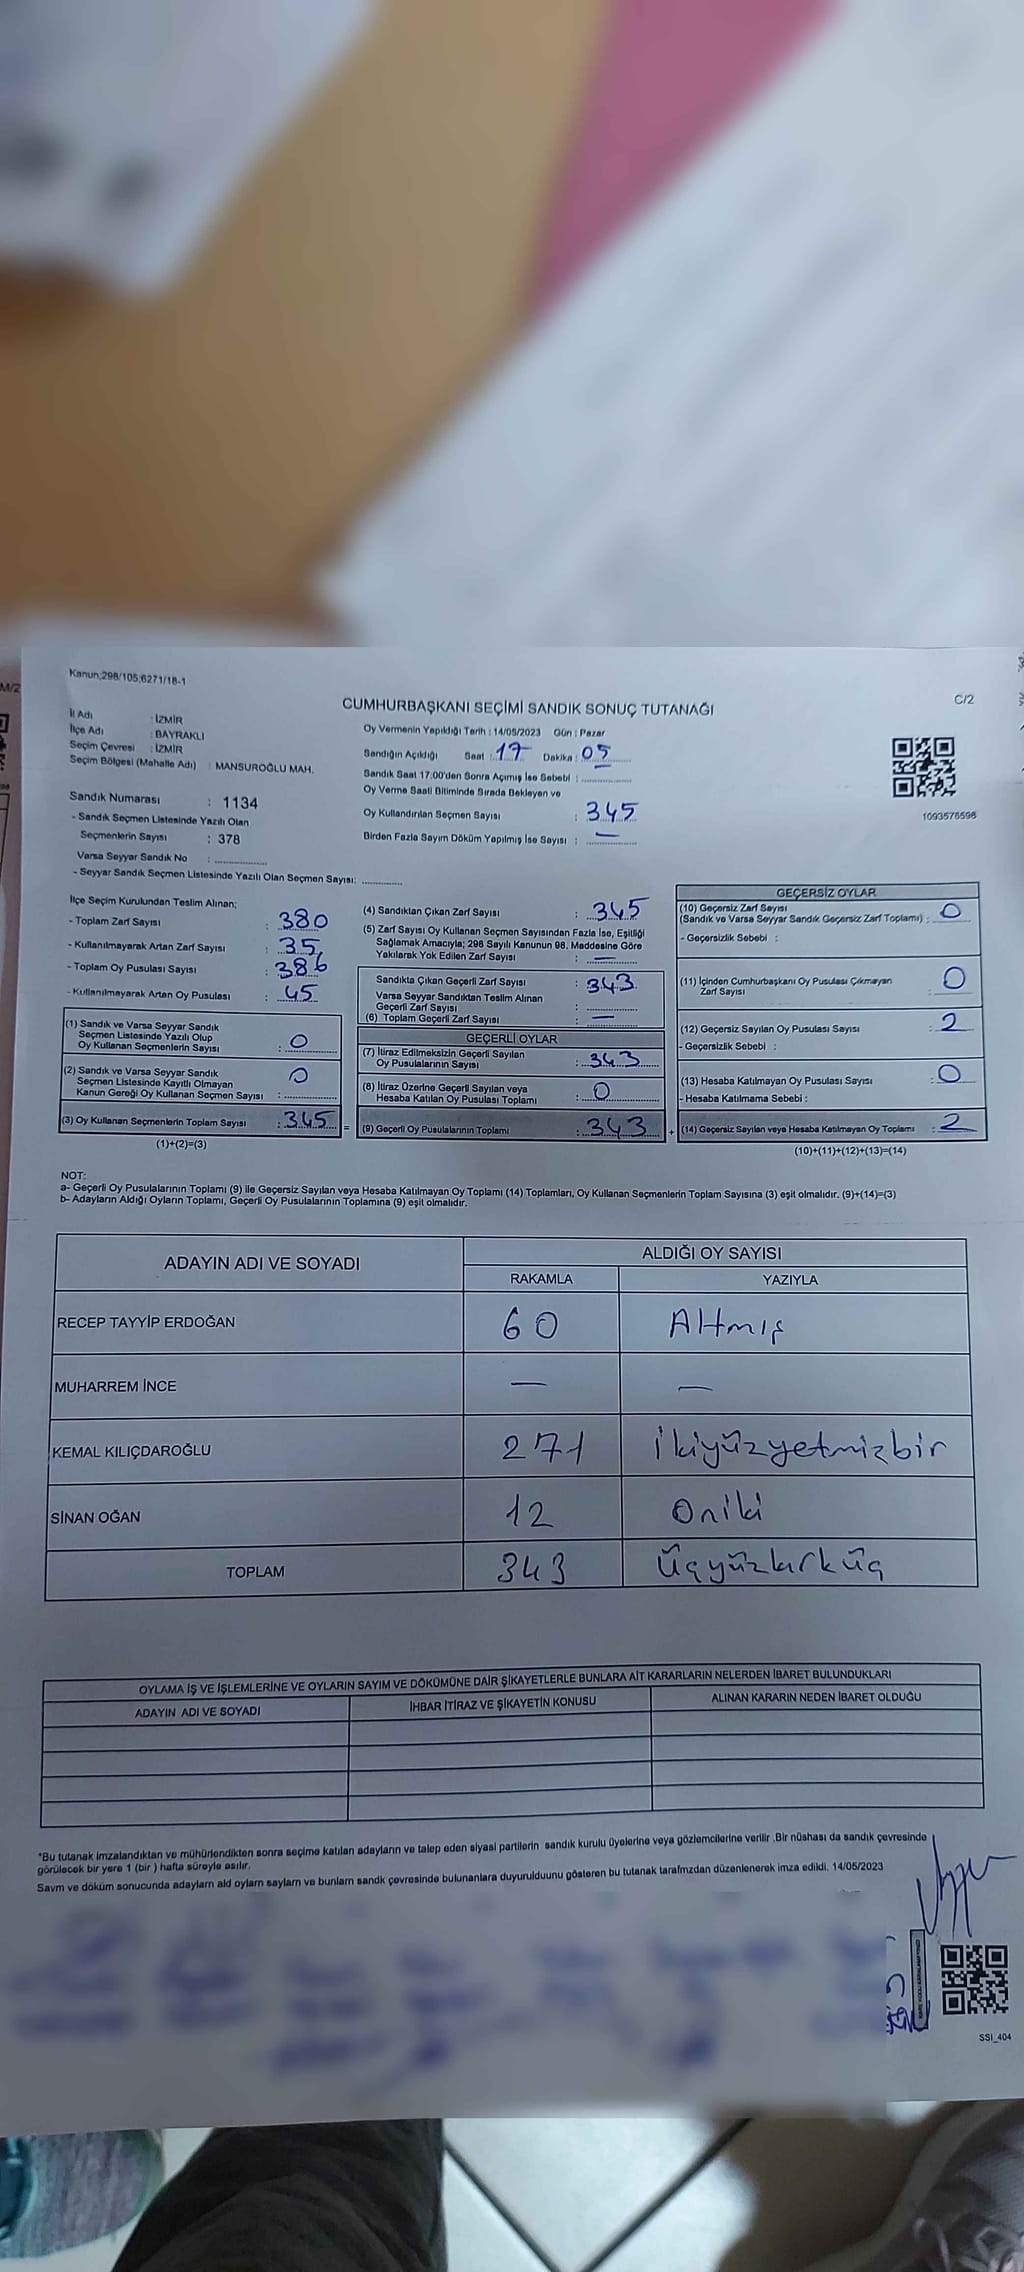 Kanun;298/105;6271/18-1
M/2
C/2
CUMHURBAŞKANI SEÇİMİ SANDIK SONUÇ TUTANAĞI
İl Adı : İZMİR
İlçe Adı : BAYRAKLI
Seçim Çevresi : İZMİR
Seçim Bölgesi (Mahalle Adı) : MANSUROĞLU MAH.
Sandık Numarası : 1134
- Sandık Seçmen Listesinde Yazılı Olan
Seçmenlerin Sayısı : 378
Varsa Seyyar Sandık No : ..............
- Seyyar Sandık Seçmen Listesinde Yazılı Olan Seçmen Sayısı: ..............
Oy Vermenin Yapıldığı Tarih : 14/05/2023 Gün : Pazar
Sandığın Açıldığı Saat : 17 Dakika : 05
Sandık Saat 17:00'den Sonra Açımış İse Sebebi : ..............
Oy Verme Saati Bitiminde Sırada Bekleyen ve
Oy Kullandırılan Seçmen Sayısı : 345
Birden Fazla Sayım Döküm Yapılmış İse Sayısı : —
1093576598
İlçe Seçim Kurulundan Teslim Alınan;
- Toplam Zarf Sayısı : 380
- Kullanılmayarak Artan Zarf Sayısı : 35
- Toplam Oy Pusulası Sayısı : 386
- Kullanılmayarak Artan Oy Pusulası : 45
(1) Sandık ve Varsa Seyyar Sandık
Seçmen Listesinde Yazılı Olup
Oy Kullanan Seçmenlerin Sayısı : 0
(2) Sandık ve Varsa Seyyar Sandık
Seçmen Listesinde Kayıtlı Olmayan
Kanun Gereği Oy Kullanan Seçmen Sayısı : 0
(3) Oy Kullanan Seçmenlerin Toplam Sayısı : 345 =
(1)+(2)=(3)
(4) Sandıktan Çıkan Zarf Sayısı : 345
(5) Zarf Sayısı Oy Kullanan Seçmen Sayısından Fazla İse, Eşitliği
Sağlamak Amacıyla; 298 Sayılı Kanunun 98. Maddesine Göre
Yakılarak Yok Edilen Zarf Sayısı : —
Sandıkta Çıkan Geçerli Zarf Sayısı : 343
Varsa Seyyar Sandıktan Teslim Alınan
Geçerli Zarf Sayısı : ..............
(6) Toplam Geçerli Zarf Sayısı : —
GEÇERLİ OYLAR
(7) İtiraz Edilmeksizin Geçerli Sayılan
Oy Pusulalarının Sayısı : 343
(8) İtiraz Üzerine Geçerli Sayılan veya
Hesaba Katılan Oy Pusulası Toplamı : 0
(9) Geçerli Oy Pusulalarının Toplamı : 343 +
GEÇERSİZ OYLAR
(10) Geçersiz Zarf Sayısı
(Sandık ve Varsa Seyyar Sandık Geçersiz Zarf Toplamı) : 0
- Geçersizlik Sebebi :
(11) İçinden Cumhurbaşkanı Oy Pusulası Çıkmayan
Zarf Sayısı : 0
(12) Geçersiz Sayılan Oy Pusulası Sayısı : 2
- Geçersizlik Sebebi :
(13) Hesaba Katılmayan Oy Pusulası Sayısı : 0
- Hesaba Katılmama Sebebi :
(14) Geçersiz Sayılan veya Hesaba Katılmayan Oy Toplamı : 2
(10)+(11)+(12)+(13)=(14)
NOT:
a- Geçerli Oy Pusulalarının Toplamı (9) ile Geçersiz Sayılan veya Hesaba Katılmayan Oy Toplamı (14) Toplamları, Oy Kullanan Seçmenlerin Toplam Sayısına (3) eşit olmalıdır. (9)+(14)=(3)
b- Adayların Aldığı Oyların Toplamı, Geçerli Oy Pusulalarının Toplamına (9) eşit olmalıdır.
ADAYIN ADI VE SOYADI
ALDIĞI OY SAYISI
RAKAMLA YAZIYLA
RECEP TAYYİP ERDOĞAN 60 Altmış
MUHARREM İNCE — —
KEMAL KILIÇDAROĞLU 271 İkiyüzyetmizbir
SİNAN OĞAN 12 Oniki
TOPLAM 343 Üçyüzkırküç
OYLAMA İŞ VE İŞLEMLERİNE VE OYLARIN SAYIM VE DÖKÜMÜNE DAİR ŞİKAYETLERLE BUNLARA AİT KARARLARIN NELERDEN İBARET BULUNDUKLARI
ADAYIN ADI VE SOYADI İHBAR İTİRAZ VE ŞİKAYETİN KONUSU ALINAN KARARIN NEDEN İBARET OLDUĞU
*Bu tutanak imzalandıktan ve mühürlendikten sonra seçime katılan adayların ve talep eden siyasi partilerin sandık kurulu üyelerine veya gözlemcilerine verilir .Bir nüshası da sandık çevresinde
görülecek bir yere 1 (bir ) hafta süreyle asılır.
Sayım ve döküm sonucunda adayların ald oyların sayların ve bunların sandk çevresinde bulunanlara duyurulduunu gösteren bu tutanak tarafmzdan düzenlenerek imza edildi. 14/05/2023
SSI_404